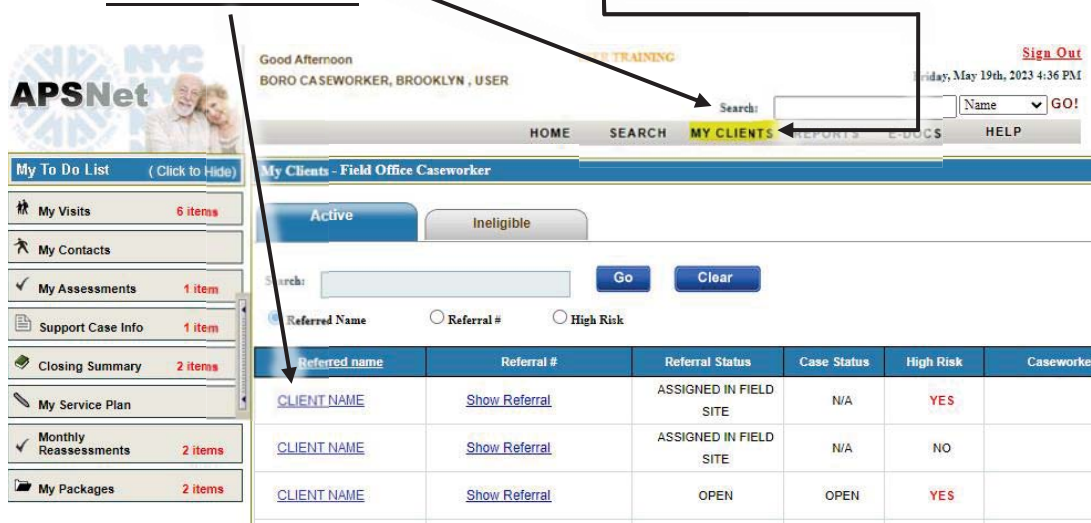 NYC
APSNet
Good Afternoon
BORO CASEWORKER, BROOKLYN , USER
TRAINING
Sign Out
Friday, May 19th, 2023 4:36 PM
Search:
Name
GO!
HOME SEARCH MY CLIENTS REPORTS E-DOCS HELP
My To Do List (Click to Hide)
My Visits 6 items
My Contacts
My Assessments 1 item
Support Case Info 1 item
Closing Summary 2 items
My Service Plan
Monthly
Reassessments 2 items
My Packages 2 items
My Clients - Field Office Caseworker
Active Ineligible
Search: Go Clear
Referred Name Referral # High Risk
Referred name Referral # Referral Status Case Status High Risk Caseworke
CLIENT NAME Show Referral ASSIGNED IN FIELD SITE N/A YES
CLIENT NAME Show Referral ASSIGNED IN FIELD SITE N/A NO
CLIENT NAME Show Referral OPEN OPEN YES